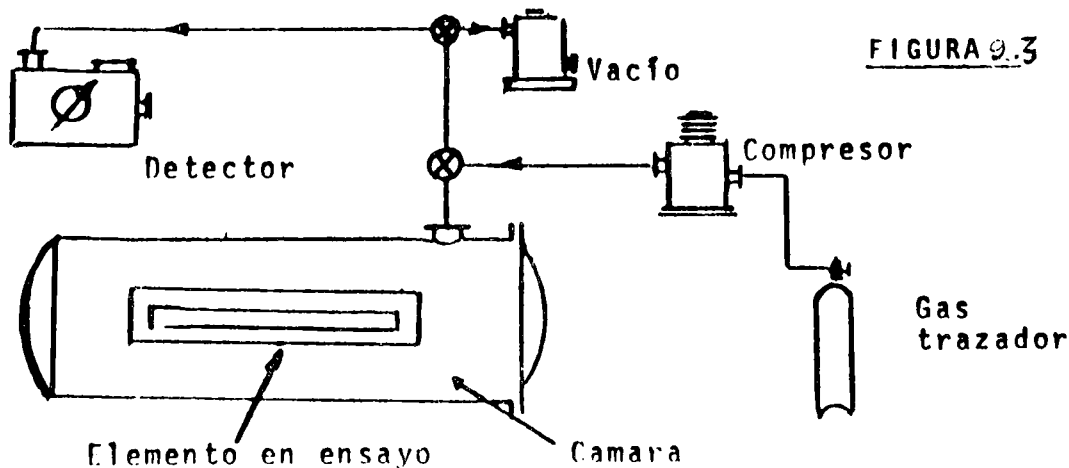 FIGURA 9.3
Vacío
Detector
Compresor
Gas
trazador
Elemento en ensayo
Camara